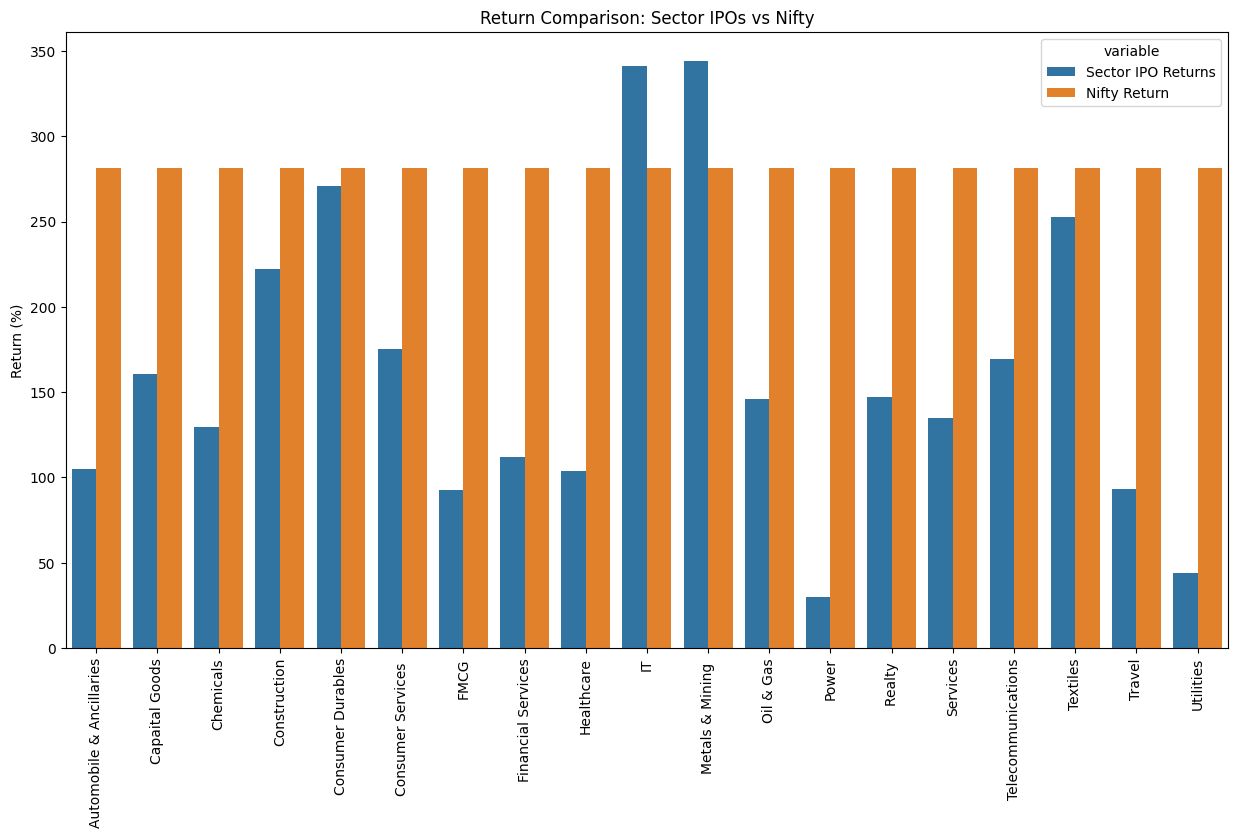 Return Comparison: Sector IPOs vs Nifty
variable
Sector IPO Returns
Nifty Return
Return (%)
350
300
250
200
150
100
50
0
Automobile & Ancillaries
Capaital Goods
Chemicals
Construction
Consumer Durables
Consumer Services
FMCG
Financial Services
Healthcare
IT
Metals & Mining
Oil & Gas
Power
Realty
Services
Telecommunications
Textiles
Travel
Utilities